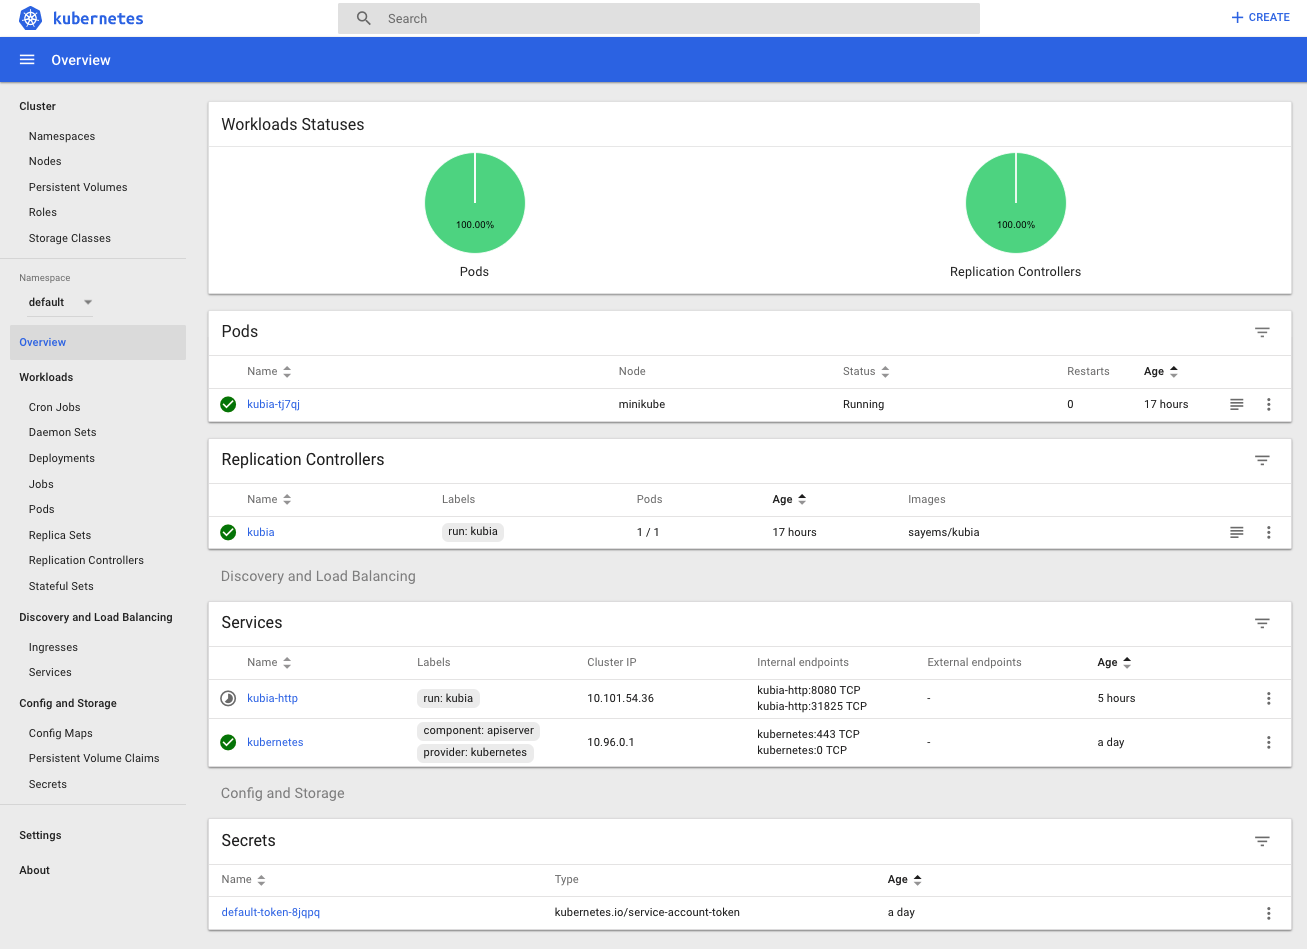 kubernetes
Search
CREATE
Overview
Cluster
Namespaces
Nodes
Persistent Volumes
Roles
Storage Classes
Namespace
default
Overview
Workloads
Cron Jobs
Daemon Sets
Deployments
Jobs
Pods
Replica Sets
Replication Controllers
Stateful Sets
Discovery and Load Balancing
Ingresses
Services
Config and Storage
Config Maps
Persistent Volume Claims
Secrets
Settings
About
Workloads Statuses
100.00% 100.00%
Pods Replication Controllers
Pods
Name Node Status Restarts Age
kubia-tj7qj minikube Running 0 17 hours
Replication Controllers
Name Labels Pods Age Images
kubia run: kubia 1 / 1 17 hours sayems/kubia
Discovery and Load Balancing
Services
Name Labels Cluster IP Internal endpoints External endpoints Age
kubia-http run: kubia 10.101.54.36 kubia-http:8080 TCP - 5 hours
kubia-http:31825 TCP
kubernetes component: apiserver 10.96.0.1 kubernetes:443 TCP - a day
provider: kubernetes kubernetes:0 TCP
Config and Storage
Secrets
Name Type Age
default-token-8jqpq kubernetes.io/service-account-token a day